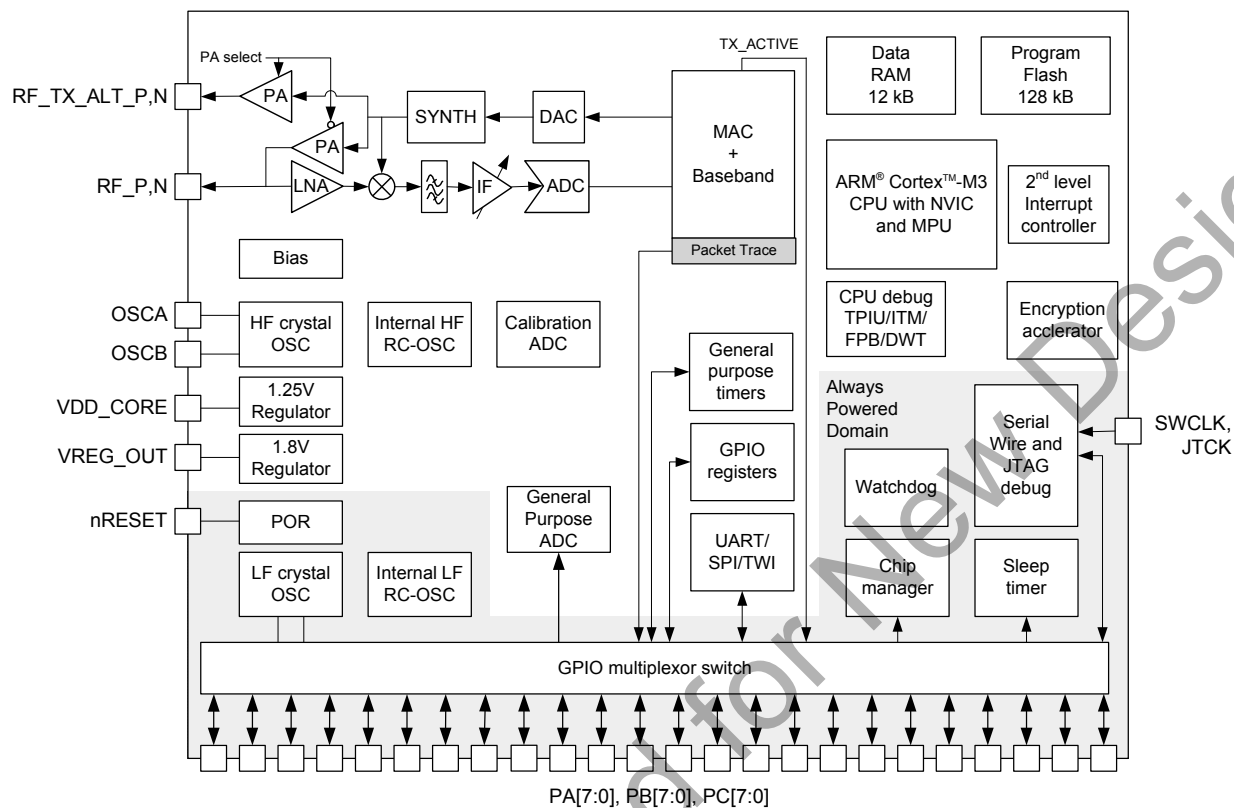 TX_ACTIVE
PA select
RF_TX_ALT_P,N
PA
PA
SYNTH
DAC
MAC
+
Baseband
Packet Trace
RF_P,N
LNA
IF
ADC
Data
RAM
12 kB
Program
Flash
128 kB
ARM® Cortex™-M3
CPU with NVIC
and MPU
2nd level
Interrupt
controller
Bias
OSCA
OSCB
HF crystal
OSC
Internal HF
RC-OSC
Calibration
ADC
CPU debug
TPIU/ITM/
FPB/DWT
Encryption
acclerator
General
purpose
timers
VDD_CORE
1.25V
Regulator
VREG_OUT
1.8V
Regulator
GPIO
registers
Always
Powered
Domain
Serial
Wire and
JTAG
debug
SWCLK,
JTCK
Watchdog
nRESET
POR
General
Purpose
ADC
UART/
SPI/TWI
LF crystal
OSC
Internal LF
RC-OSC
Chip
manager
Sleep
timer
GPIO multiplexor switch
PA[7:0], PB[7:0], PC[7:0]
for New Desig